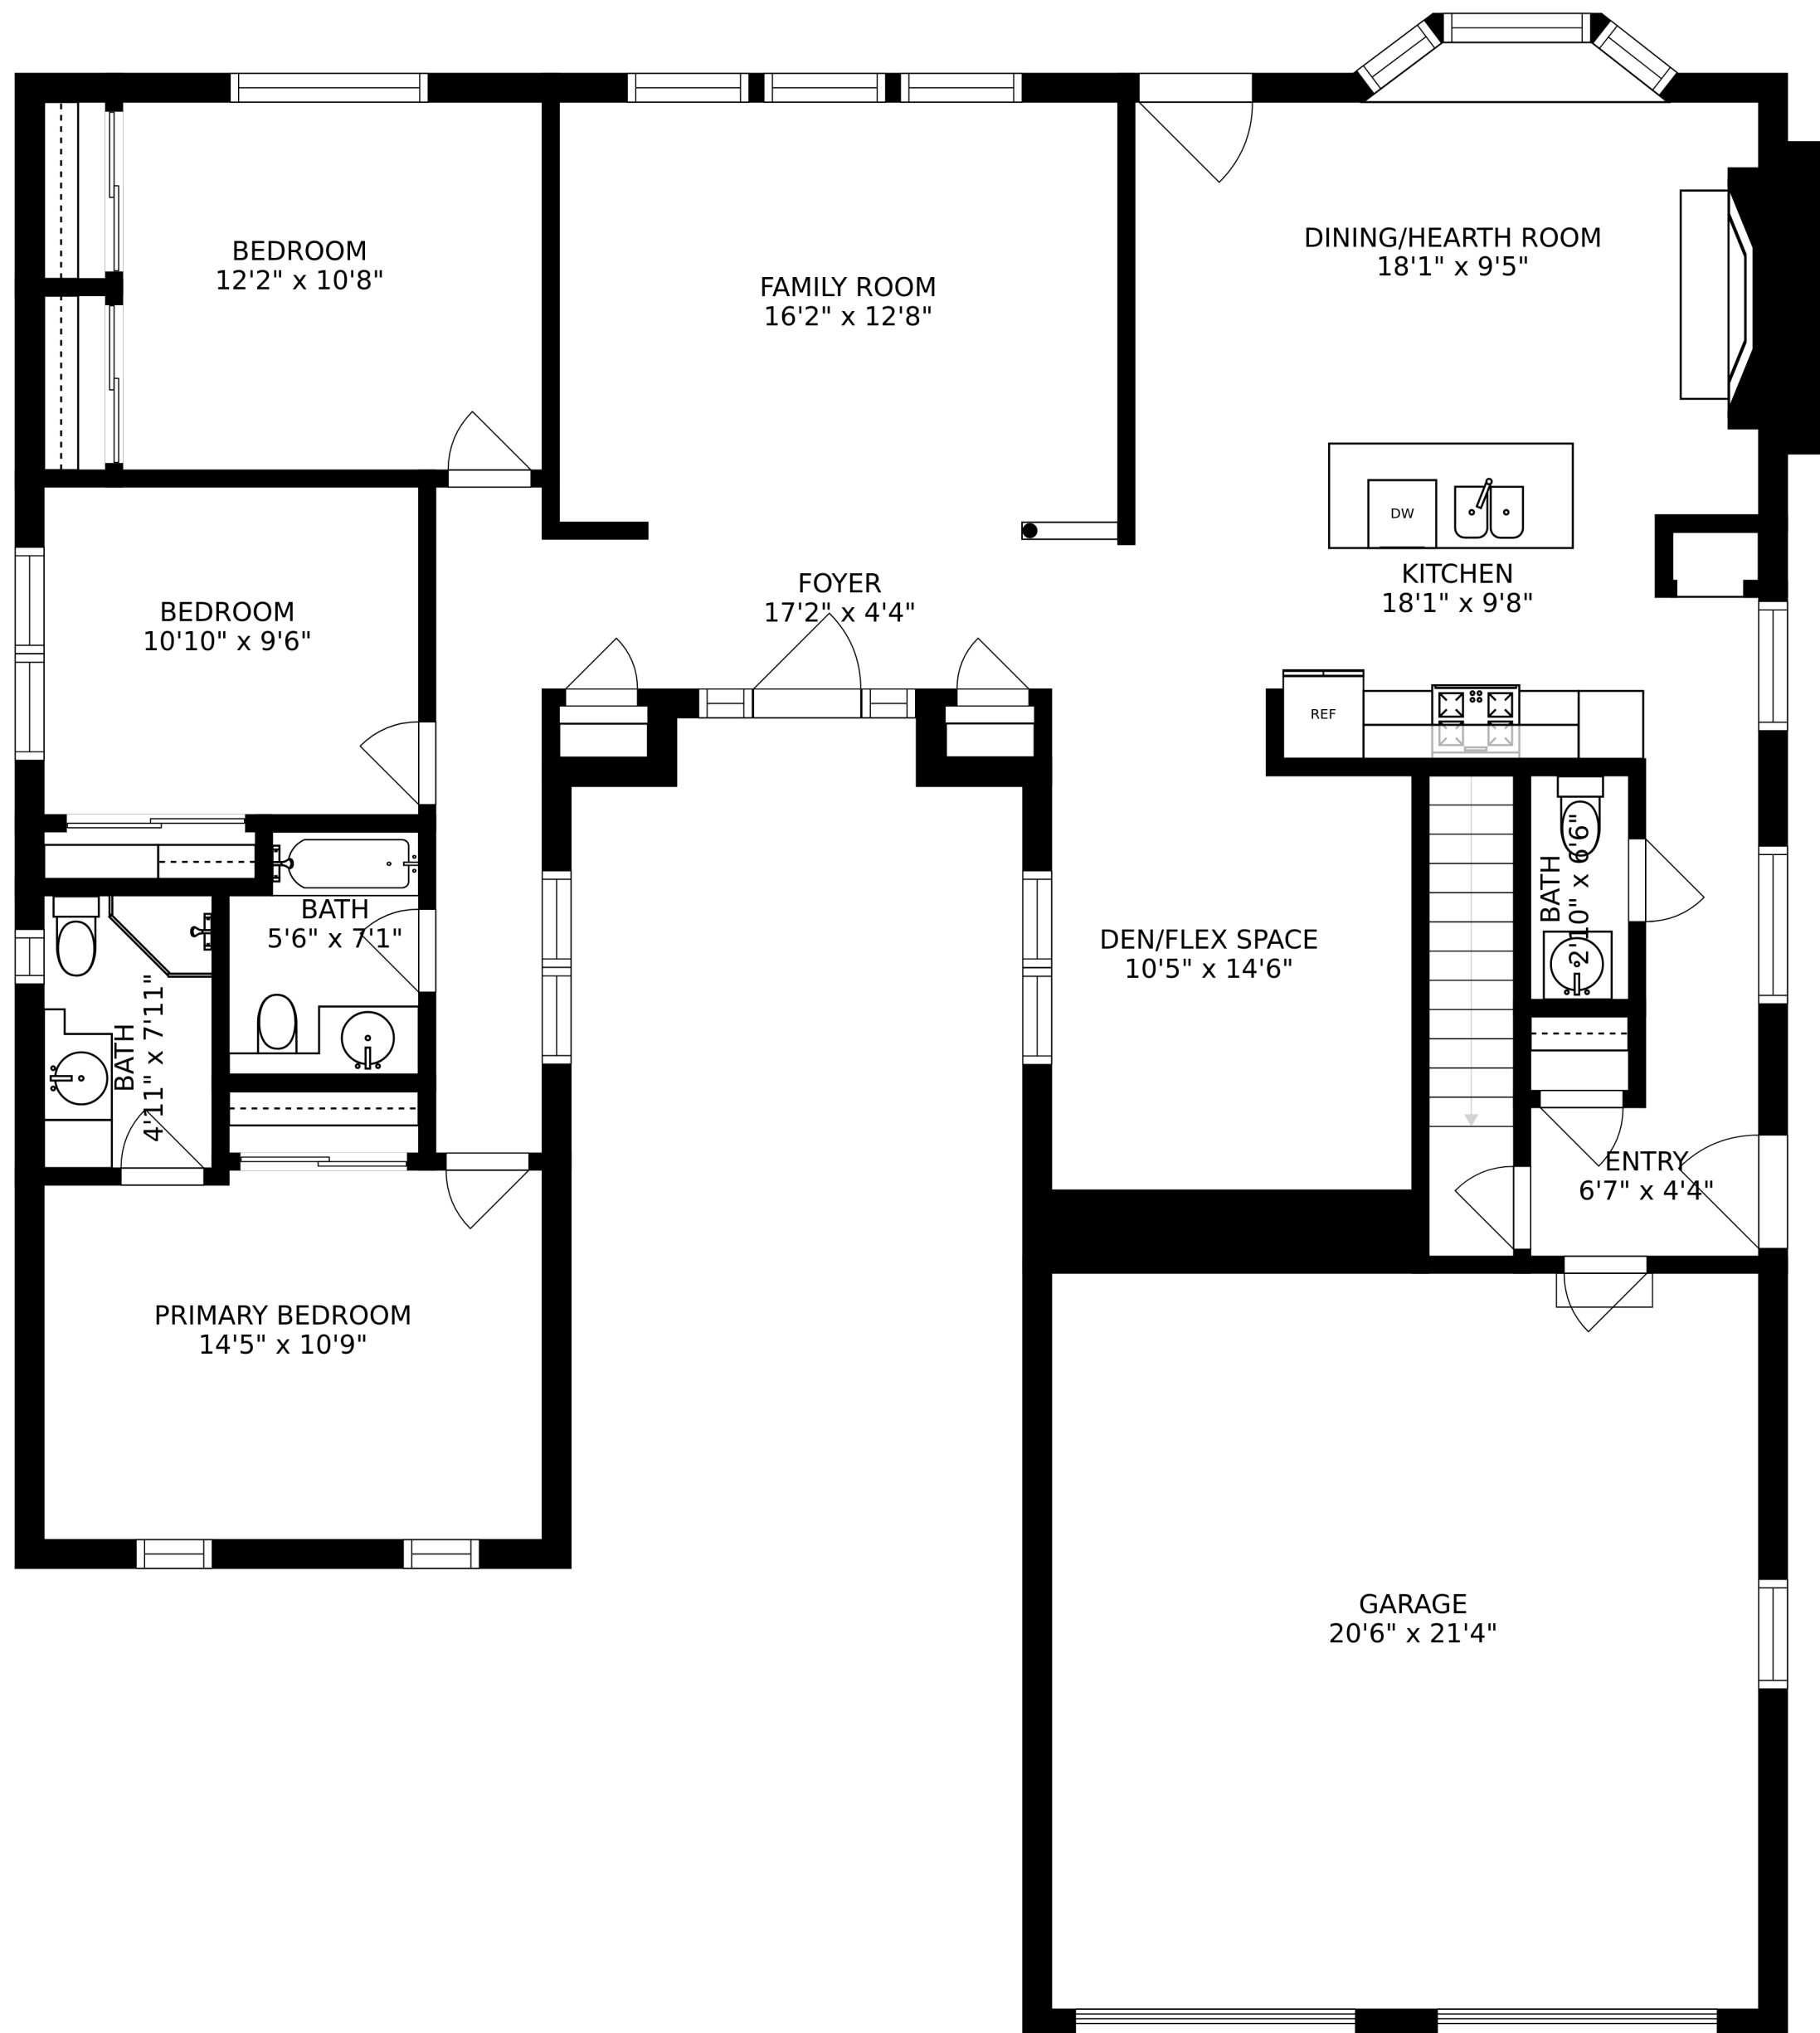 DINING/HEARTH ROOM
18'1" x 9'5"
BEDROOM
12'2" x 10'8"
FAMILY ROOM
16'2" x 12'8"
DW
KITCHEN
18'1" x 9'8"
FOYER
17'2" x 4'4"
BEDROOM
10'10" x 9'6"
REF
BATH
2'10" x 6'6"
BATH
5'6" x 7'1"
DEN/FLEX SPACE
10'5" x 14'6"
BATH
4'11" x 7'11"
ENTRY
6'7" x 4'4"
PRIMARY BEDROOM
14'5" x 10'9"
GARAGE
20'6" x 21'4"